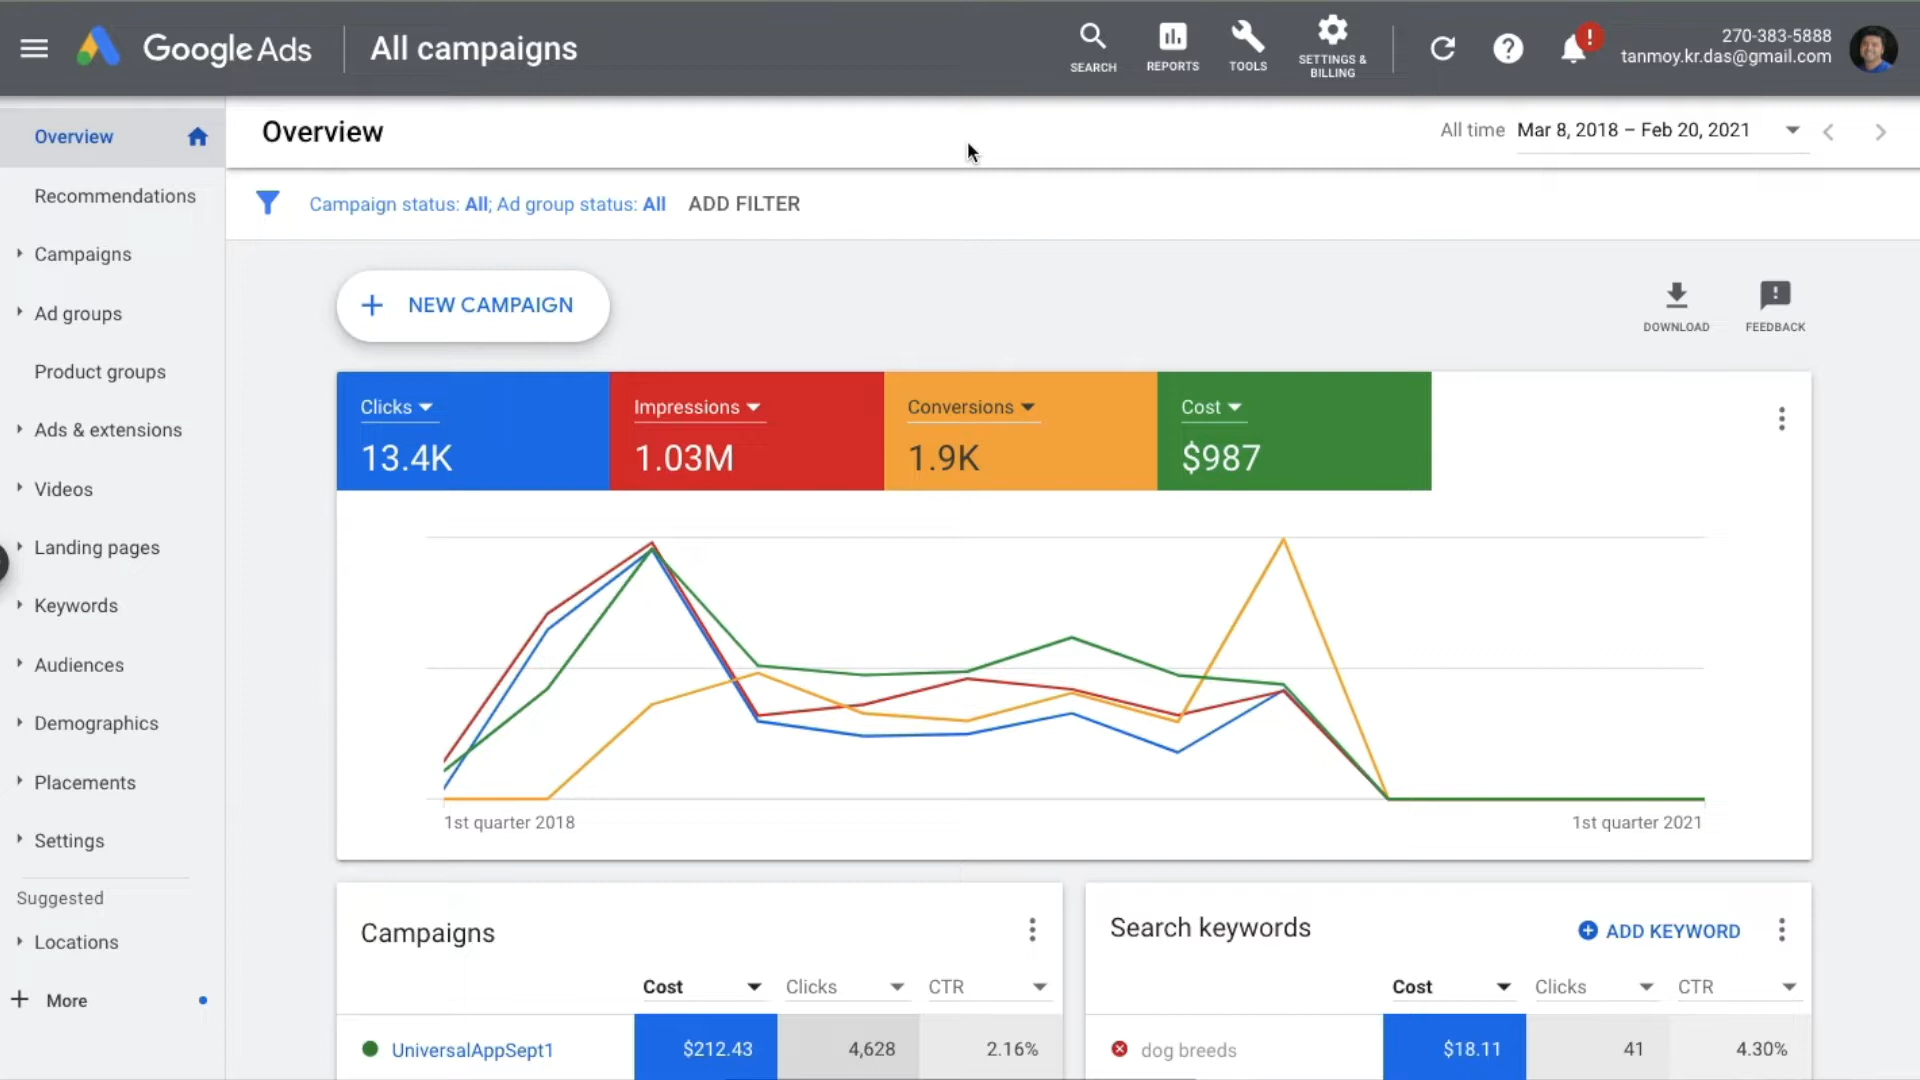 Google Ads
All campaigns
SEARCH
REPORTS
TOOLS
SETTINGS &
BILLING
270-383-5888
tanmoy.kr.das@gmail.com
Overview
Recommendations
Campaigns
Ad groups
Product groups
Ads & extensions
Videos
Landing pages
Keywords
Audiences
Demographics
Placements
Settings
Suggested
Locations
More
Overview
All time Mar 8, 2018 – Feb 20, 2021
Campaign status: All; Ad group status: All ADD FILTER
NEW CAMPAIGN
DOWNLOAD
FEEDBACK
Clicks
13.4K
Impressions
1.03M
Conversions
1.9K
Cost
$987
1st quarter 2018
1st quarter 2021
Campaigns
Cost Clicks CTR
UniversalAppSept1 $212.43 4,628 2.16%
Search keywords
ADD KEYWORD
Cost Clicks CTR
dog breeds $18.11 41 4.30%